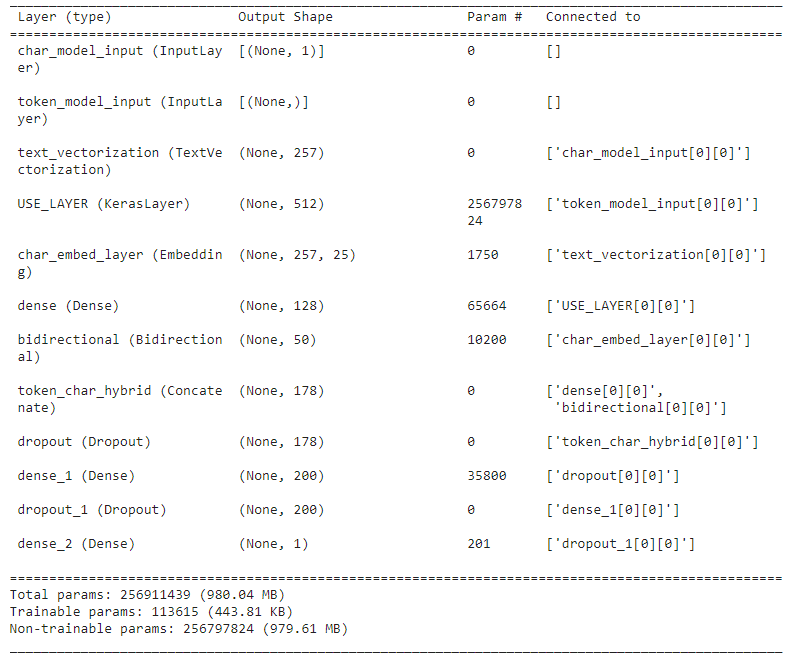 Layer (type) Output Shape Param # Connected to
char_model_input (InputLay [(None, 1)] 0 []
er)
token_model_input (InputLa [(None,)] 0 []
yer)
text_vectorization (TextVe (None, 257) 0 ['char_model_input[0][0]']
ctorization)
USE_LAYER (KerasLayer) (None, 512) 2567978 ['token_model_input[0][0]']
24
char_embed_layer (Embeddin (None, 257, 25) 1750 ['text_vectorization[0][0]']
g)
dense (Dense) (None, 128) 65664 ['USE_LAYER[0][0]']
bidirectional (Bidirection (None, 50) 10200 ['char_embed_layer[0][0]']
al)
token_char_hybrid (Concate (None, 178) 0 ['dense[0][0]',
nate) 'bidirectional[0][0]']
dropout (Dropout) (None, 178) 0 ['token_char_hybrid[0][0]']
dense_1 (Dense) (None, 200) 35800 ['dropout[0][0]']
dropout_1 (Dropout) (None, 200) 0 ['dense_1[0][0]']
dense_2 (Dense) (None, 1) 201 ['dropout_1[0][0]']
Total params: 256911439 (980.04 MB)
Trainable params: 113615 (443.81 KB)
Non-trainable params: 256797824 (979.61 MB)